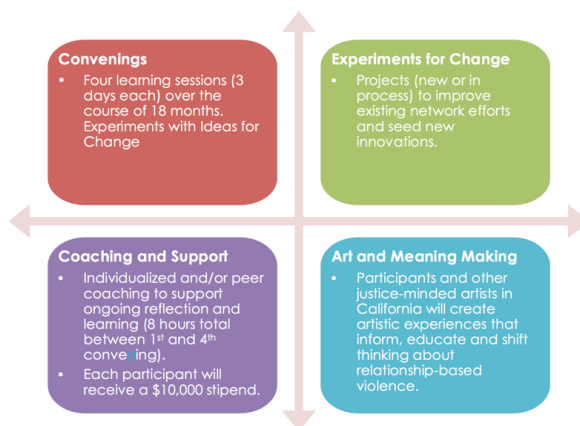 Convenings
• Four learning sessions (3
days each) over the
course of 18 months.
Experiments with Ideas for
Change
Experiments for Change
• Projects (new or in
process) to improve
existing network efforts
and seed new
innovations.
Coaching and Support
• Individualized and/or peer
coaching to support
ongoing reflection and
learning (8 hours total
between 1st and 4th
convening).
• Each participant will
receive a $10,000 stipend.
Art and Meaning Making
• Participants and other
justice-minded artists in
California will create
artistic experiences that
inform, educate and shift
thinking about
relationship-based
violence.